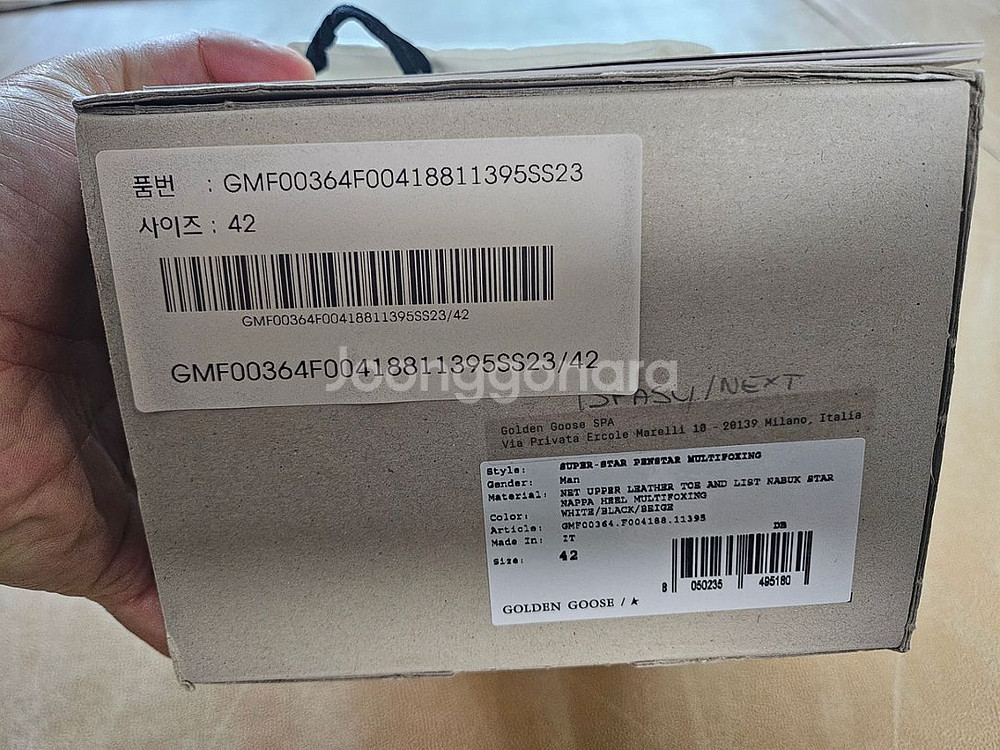 품번 : GMF00364F00418811395SS23
사이즈 : 42
GMF00364F00418811395SS23/42
GMF00364F00418811395SS23/42
Joonggonara
/NEXT
Golden Goose SPA
Via Privata Ercole Marelli 10 - 20139 Milano, Italia
Style: SUPER-STAR PENSTAR MULTIFOXING
Gender: Man
Material: NET UPPER LEATHER TOE AND LIST NABUK STAR
NAPPA HEEL MULTIFOXING
Color: WHITE/BLACK/BEIGE
Article: GMF00364.F004188.11395
Made In: IT
DB
Size: 42
8 050235 495180
GOLDEN GOOSE / ★